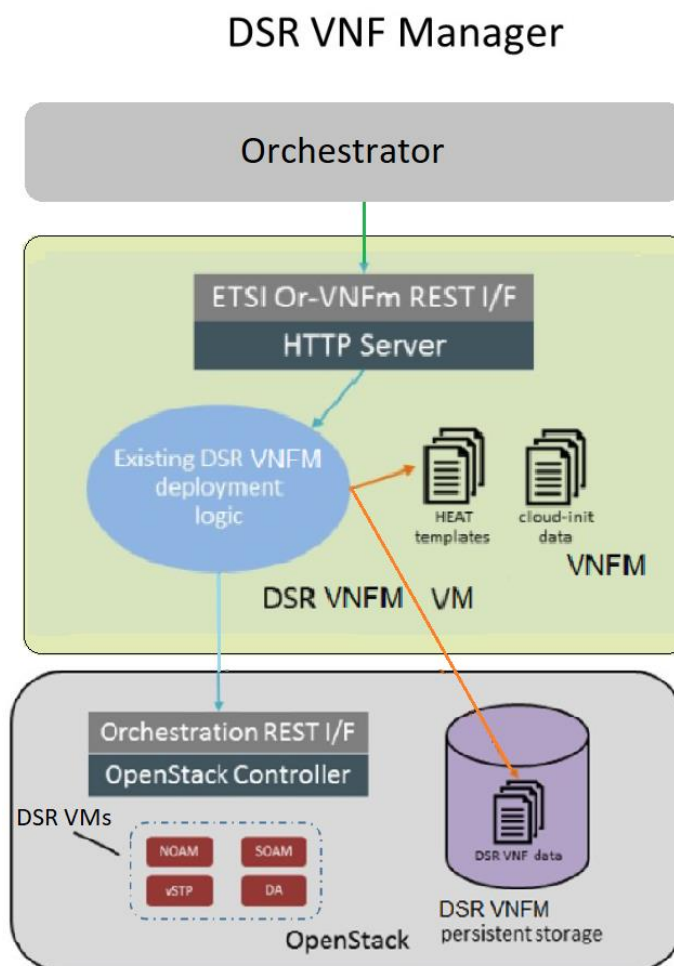 DSR VNF Manager
Orchestrator
ETSI Or-VNFm REST I/F
HTTP Server
Existing DSR VNFM
deployment
logic
HEAT
templates
cloud-init
data
VNFM
DSR VNFM VM
Orchestration REST I/F
OpenStack Controller
DSR VMs
NOAM
SOAM
vSTP
DA
DSR VNF data
DSR VNFM
persistent storage
OpenStack